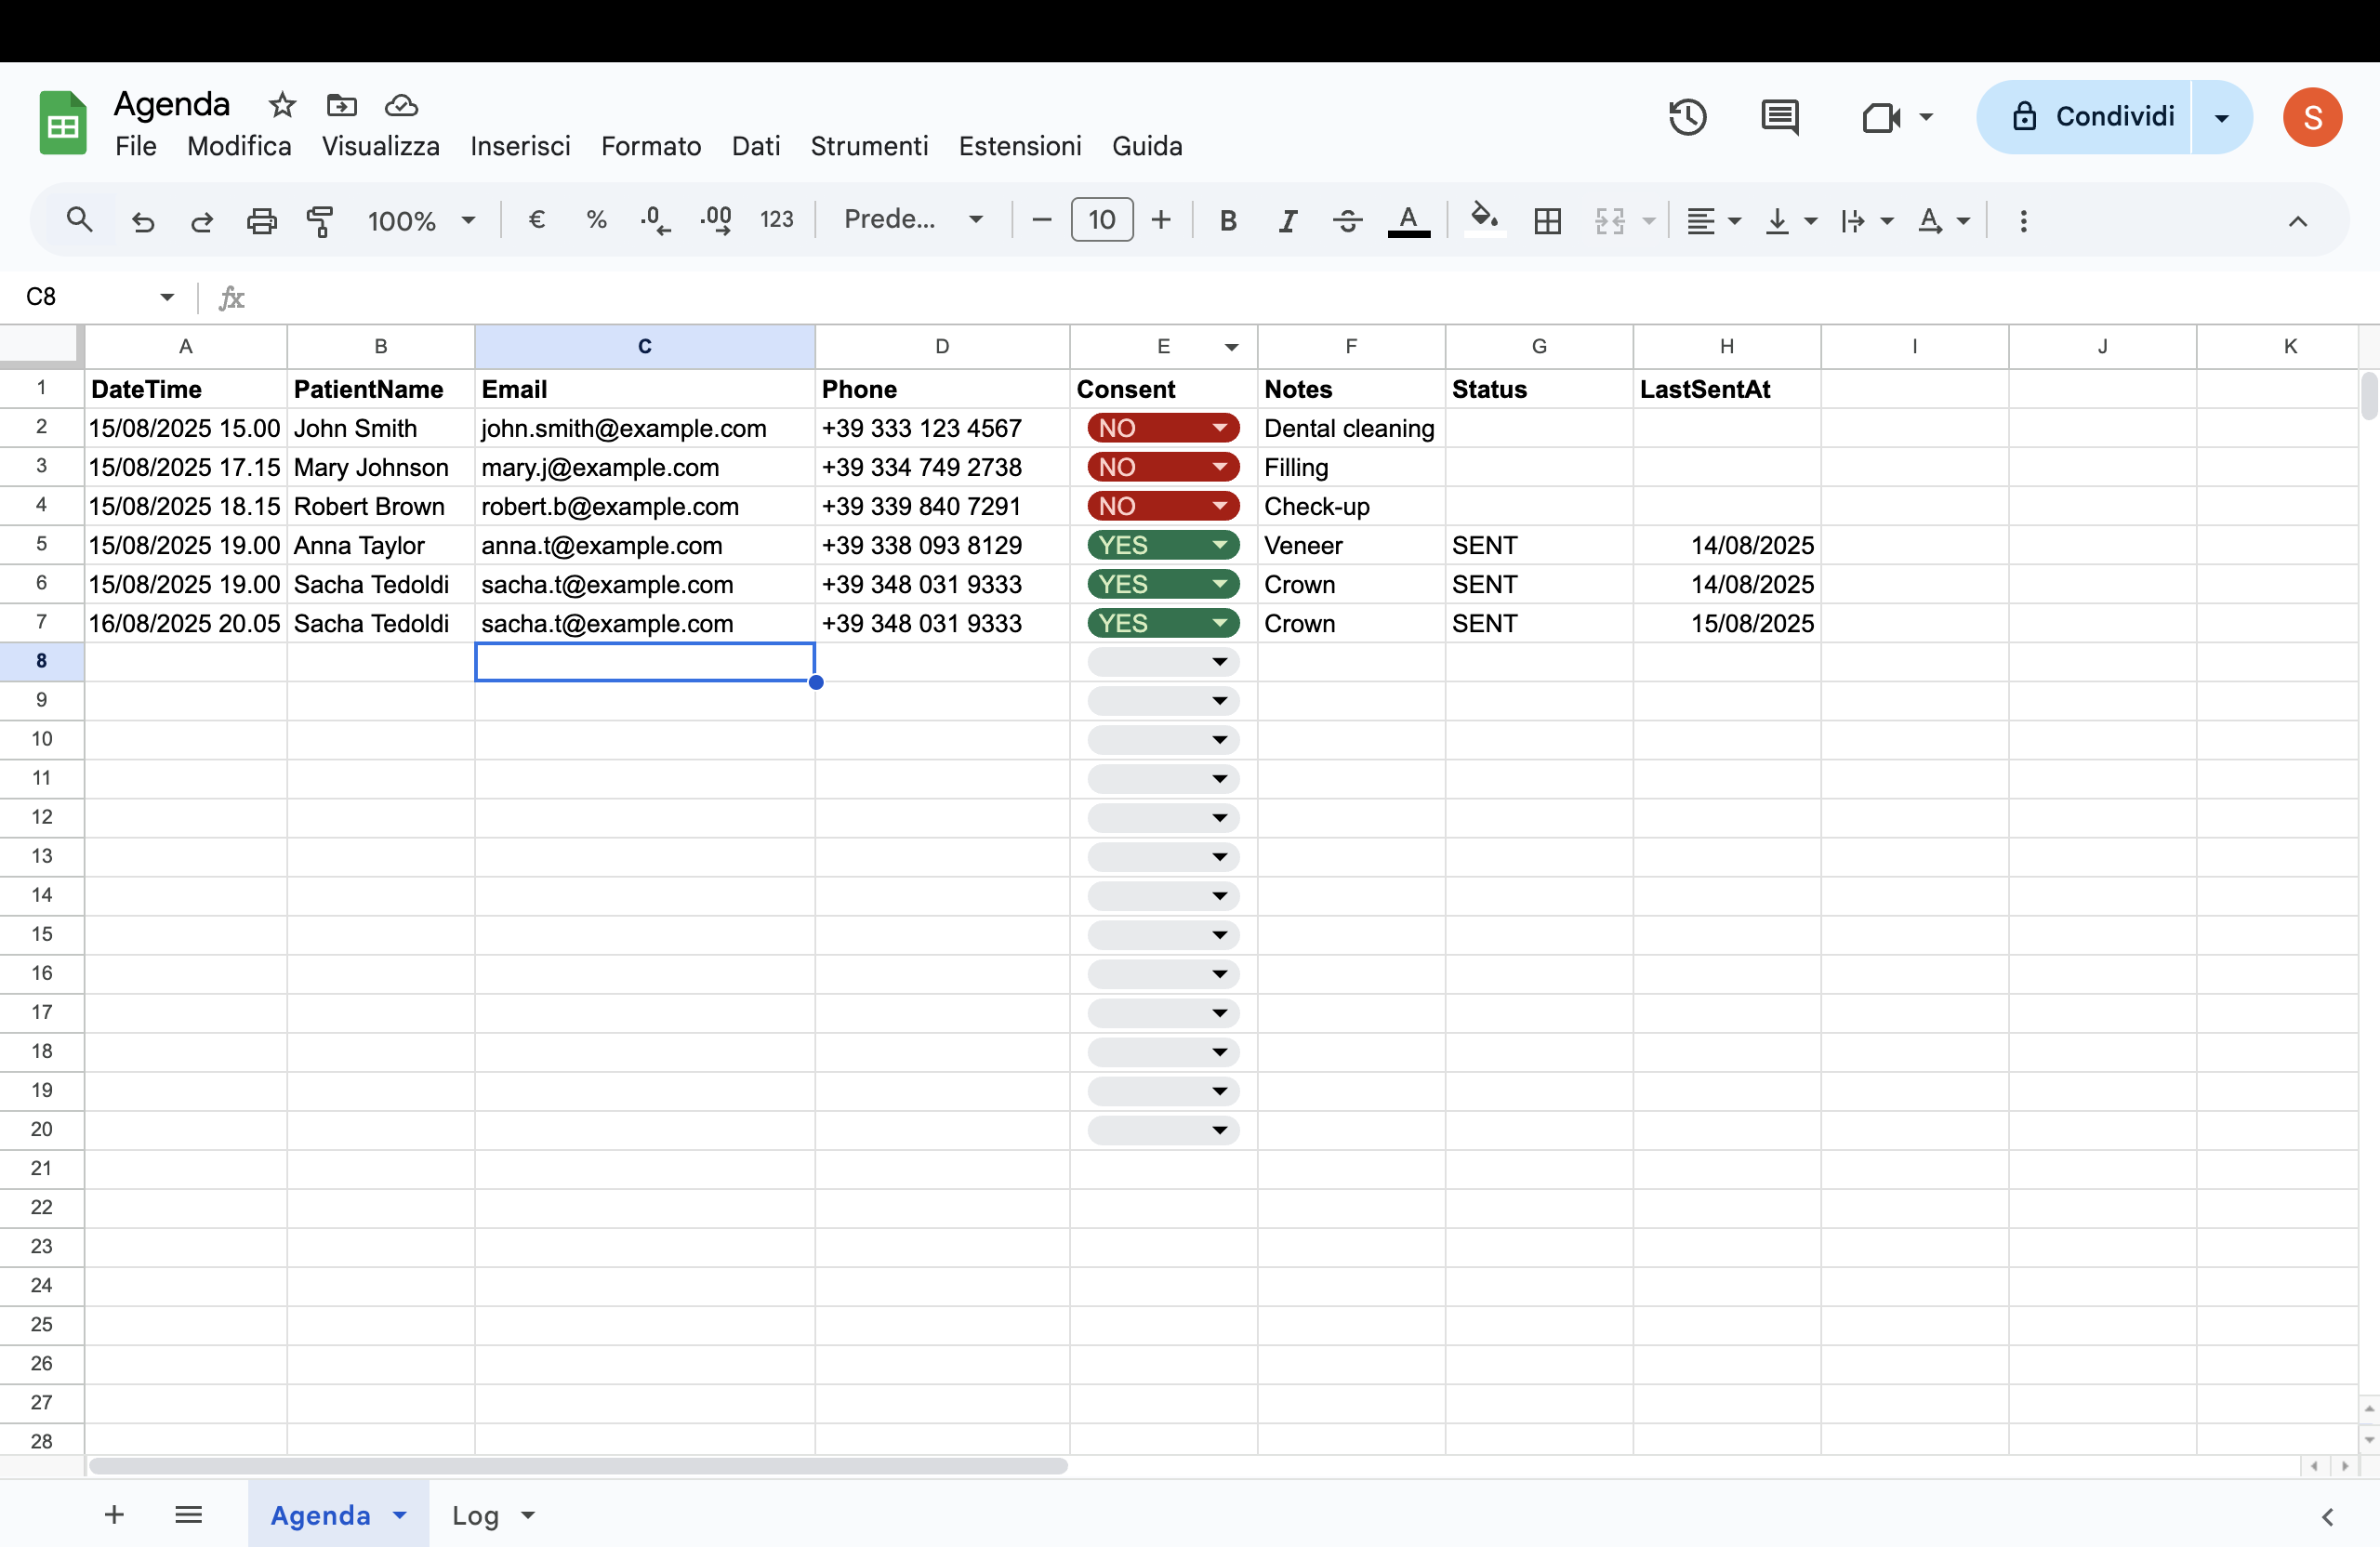 Agenda
File Modifica Visualizza Inserisci Formato Dati Strumenti Estensioni Guida
Condividi
S
100% € % .0 .00 123 Prede... 10 B I S A A
C8 fx
A B C D E F G H I J K
1 DateTime PatientName Email Phone Consent Notes Status LastSentAt
2 15/08/2025 15.00 John Smith john.smith@example.com +39 333 123 4567 NO Dental cleaning
3 15/08/2025 17.15 Mary Johnson mary.j@example.com +39 334 749 2738 NO Filling
4 15/08/2025 18.15 Robert Brown robert.b@example.com +39 339 840 7291 NO Check-up
5 15/08/2025 19.00 Anna Taylor anna.t@example.com +39 338 093 8129 YES Veneer SENT 14/08/2025
6 15/08/2025 19.00 Sacha Tedoldi sacha.t@example.com +39 348 031 9333 YES Crown SENT 14/08/2025
7 16/08/2025 20.05 Sacha Tedoldi sacha.t@example.com +39 348 031 9333 YES Crown SENT 15/08/2025
8
9
10
11
12
13
14
15
16
17
18
19
20
21
22
23
24
25
26
27
28
Agenda Log